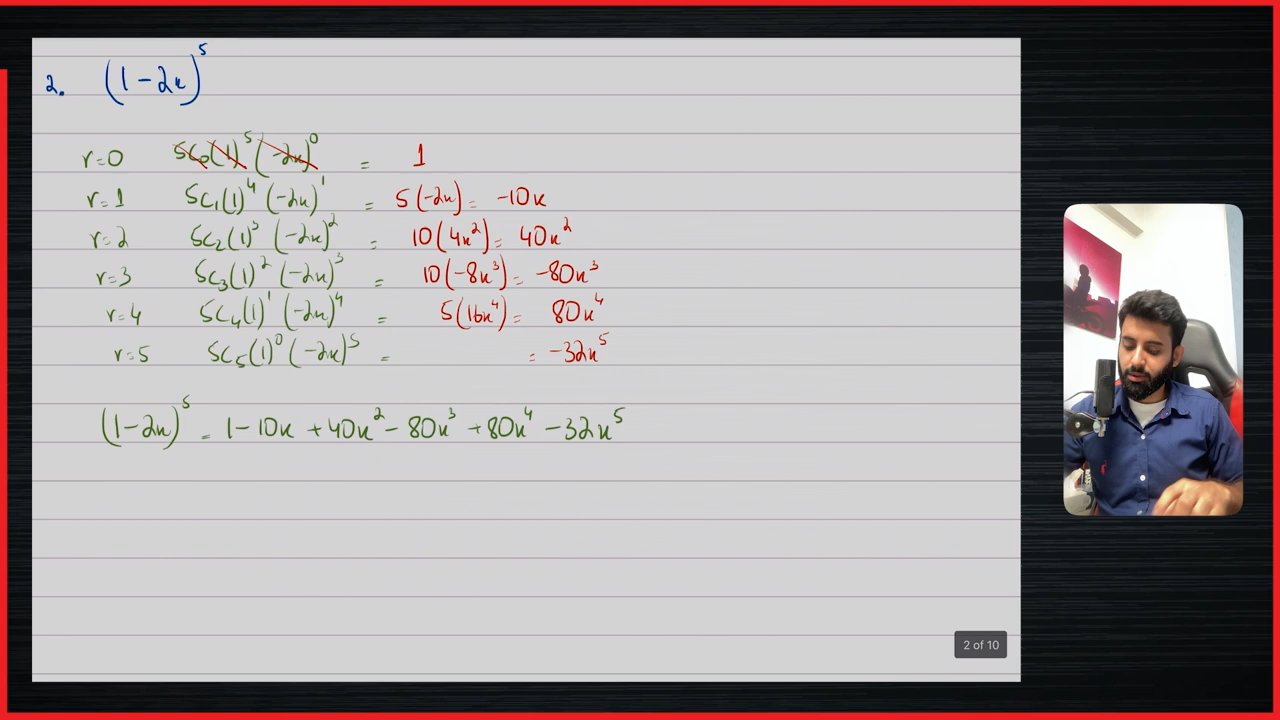 2. (1-2x)^5
r=0 5C0(1)^5 (-2x)^0 = 1
r=1 5C1(1)^4 (-2x)^1 = 5(-2x) = -10x
r=2 5C2(1)^3 (-2x)^2 = 10(4x^2) = 40x^2
r=3 5C3(1)^2 (-2x)^3 = 10(-8x^3) = -80x^3
r=4 5C4(1)^1 (-2x)^4 = 5(16x^4) = 80x^4
r=5 5C5(1)^0 (-2x)^5 = = -32x^5
(1-2x)^5 = 1-10x +40x^2 -80x^3 +80x^4 -32x^5
2 of 10